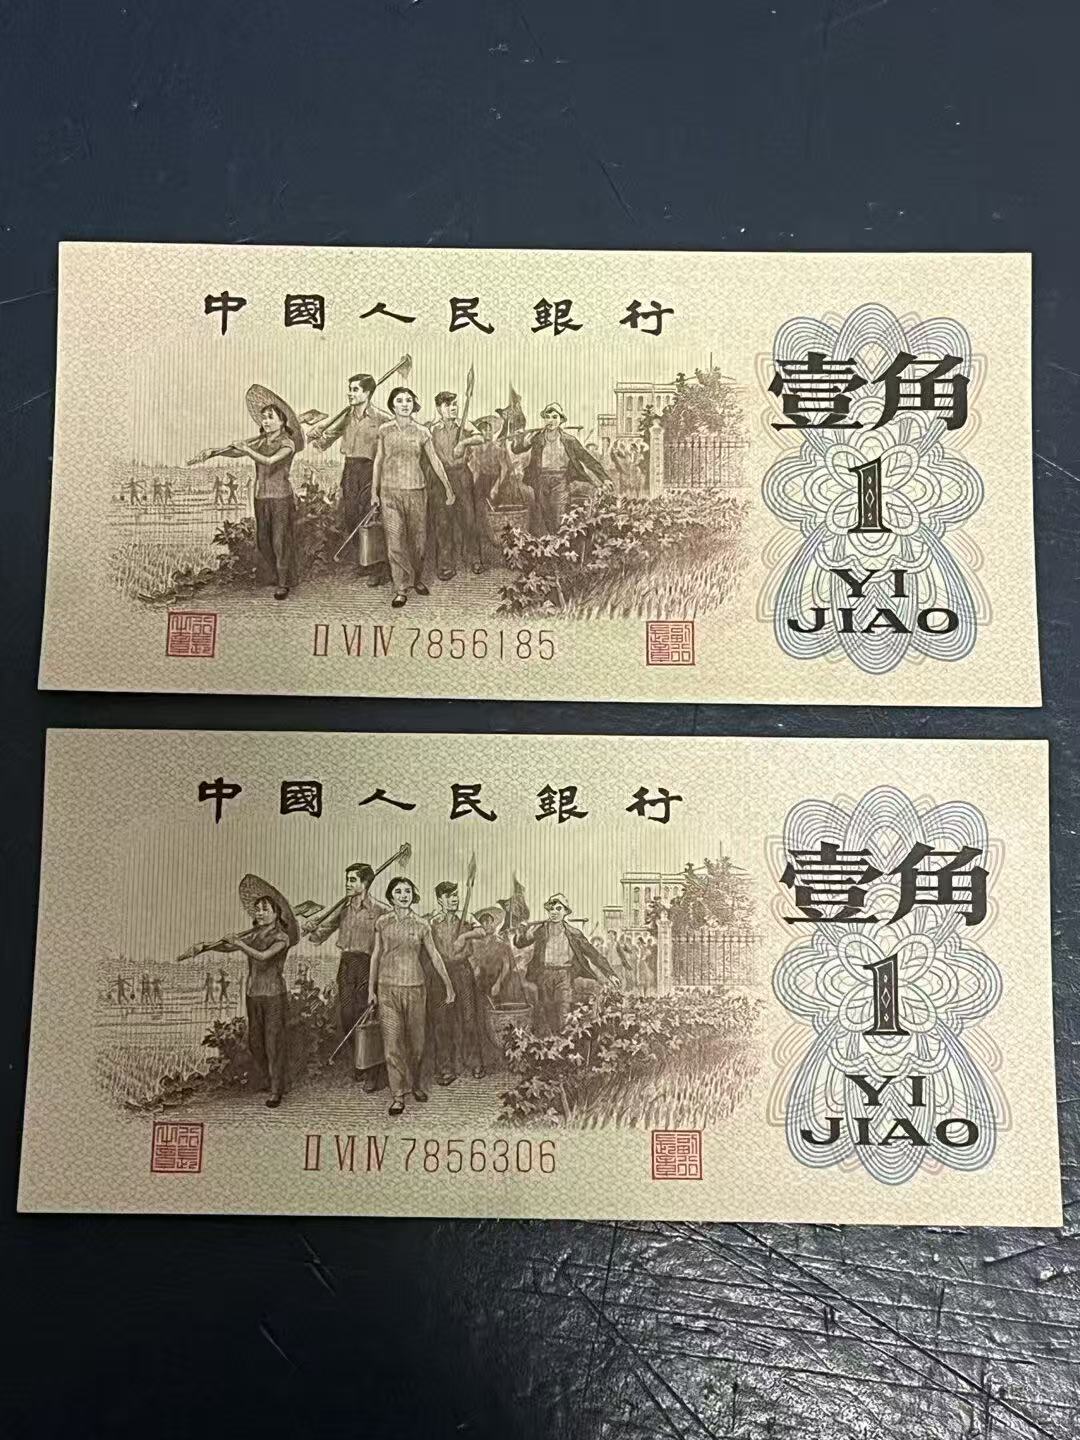 中國人民銀行
壹角
1
YI
JIAO
Ⅱ Ⅵ Ⅳ 7856185
中國人民銀行
壹角
1
YI
JIAO
Ⅱ Ⅵ Ⅳ 7856306